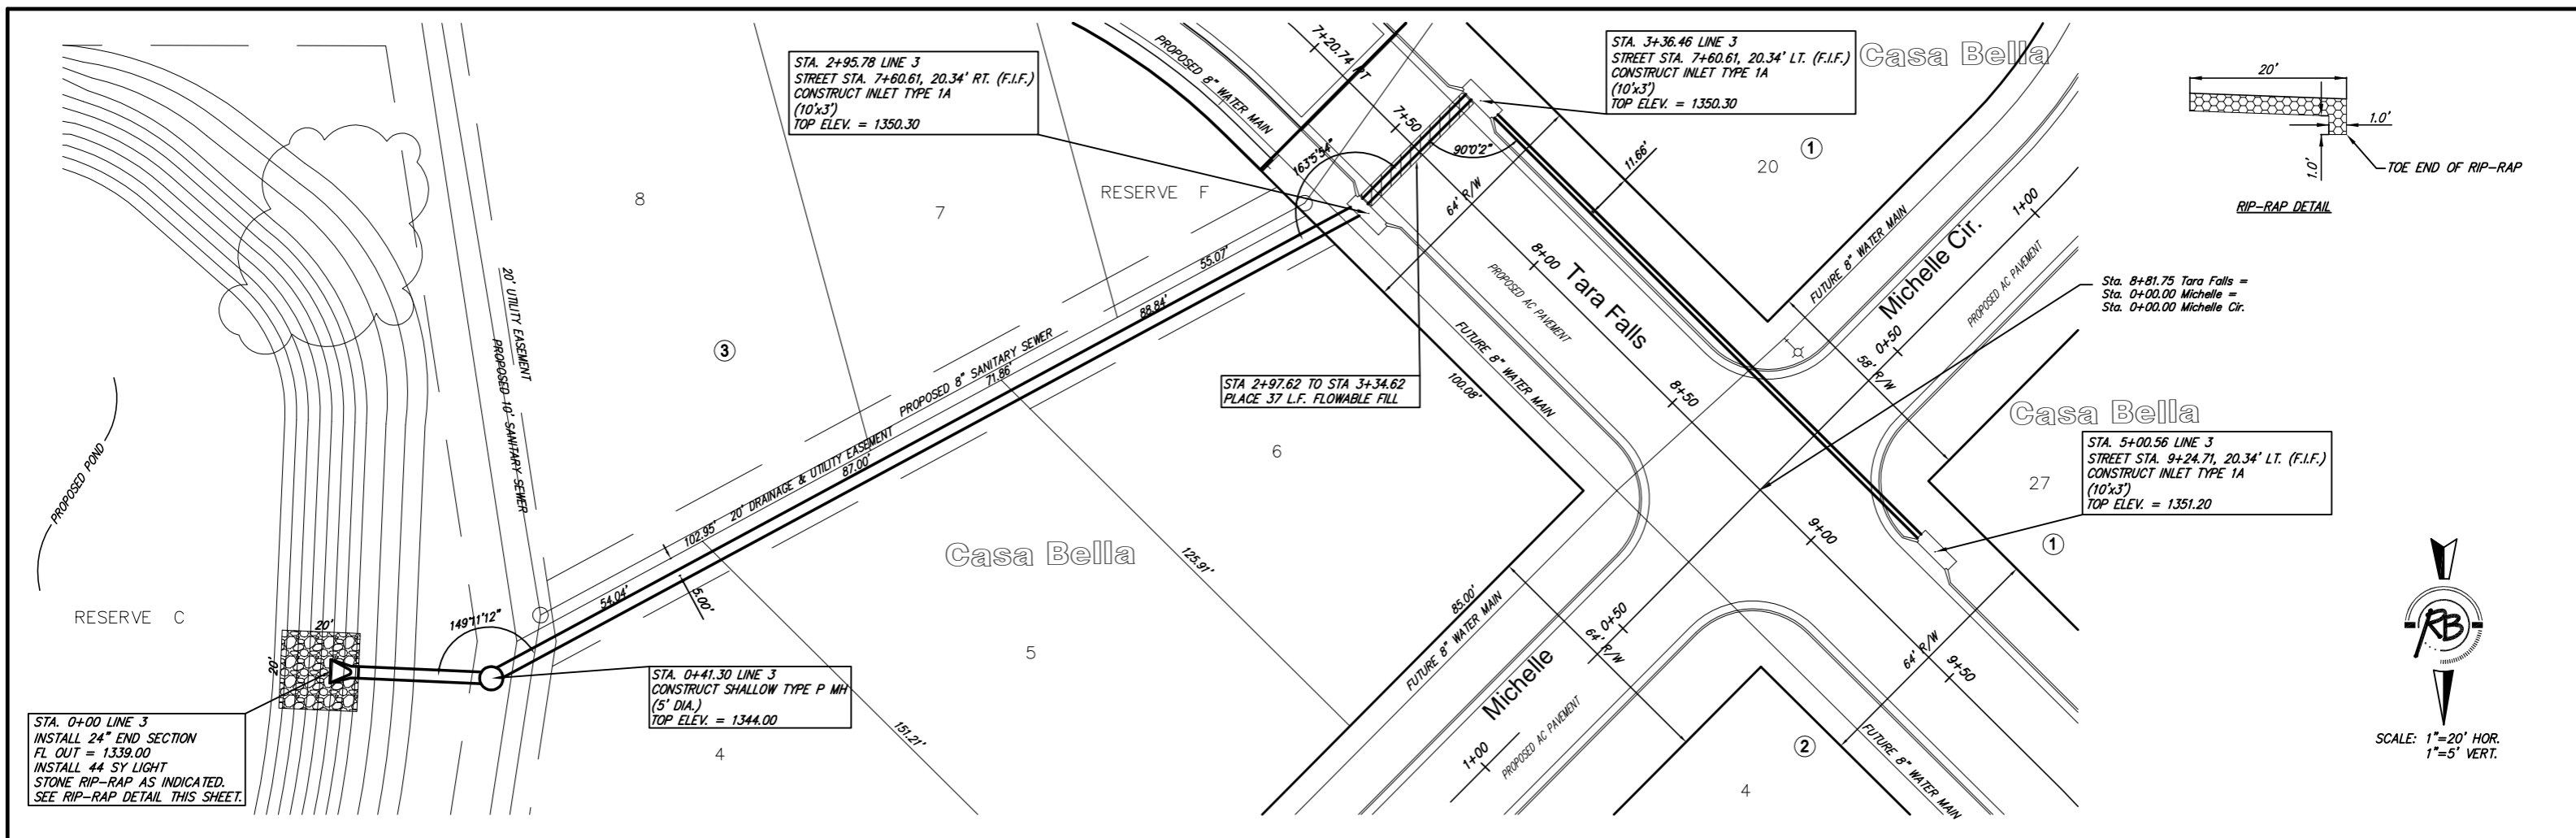 STA. 2+95.78 LINE 3
STREET STA. 7+60.61, 20.34' RT. (F.I.F.)
CONSTRUCT INLET TYPE 1A
(10'x3')
TOP ELEV. = 1350.30
PROPOSED 8" WATER MAIN
7+20.74 RT
STA. 3+36.46 LINE 3
STREET STA. 7+60.61, 20.34' LT. (F.I.F.)
CONSTRUCT INLET TYPE 1A
(10'x3')
TOP ELEV. = 1350.30
Casa Bella
20'
1.0'
1.0'
TOE END OF RIP-RAP
RIP-RAP DETAIL
7+50
163°5'54"
90°0'2"
11.66'
1
20
64' R/W
8
7
RESERVE F
1+00
FUTURE 8" WATER MAIN
Michelle Cir.
PROPOSED AC PAVEMENT
0+50
58' R/W
Sta. 8+81.75 Tara Falls =
Sta. 0+00.00 Michelle =
Sta. 0+00.00 Michelle Cir.
8+00
Tara Falls
PROPOSED AC PAVEMENT
FUTURE 8" WATER MAIN
100.08'
8+50
20' UTILITY EASEMENT
PROPOSED 10' SANITARY SEWER
3
55.07'
88.84'
PROPOSED 8" SANITARY SEWER
71.86'
20' DRAINAGE & UTILITY EASEMENT
87.00'
102.95'
54.04'
5.00'
STA 2+97.62 TO STA 3+34.62
PLACE 37 L.F. FLOWABLE FILL
6
Casa Bella
27
STA. 5+00.56 LINE 3
STREET STA. 9+24.71, 20.34' LT. (F.I.F.)
CONSTRUCT INLET TYPE 1A
(10'x3')
TOP ELEV. = 1351.20
1
9+00
PROPOSED POND
Casa Bella
125.91'
85.00'
FUTURE 8" WATER MAIN
0+50
64' R/W
64' R/W
9+50
RESERVE C
20'
20'
149°11'12"
5
STA. 0+41.30 LINE 3
CONSTRUCT SHALLOW TYPE P MH
(5' DIA.)
TOP ELEV. = 1344.00
4
151.21'
Michelle
1+00
PROPOSED AC PAVEMENT
2
4
FUTURE 8" WATER MAIN
STA. 0+00 LINE 3
INSTALL 24" END SECTION
FL OUT = 1339.00
INSTALL 44 SY LIGHT
STONE RIP-RAP AS INDICATED.
SEE RIP-RAP DETAIL THIS SHEET.
RB
SCALE: 1"=20' HOR.
1"=5' VERT.